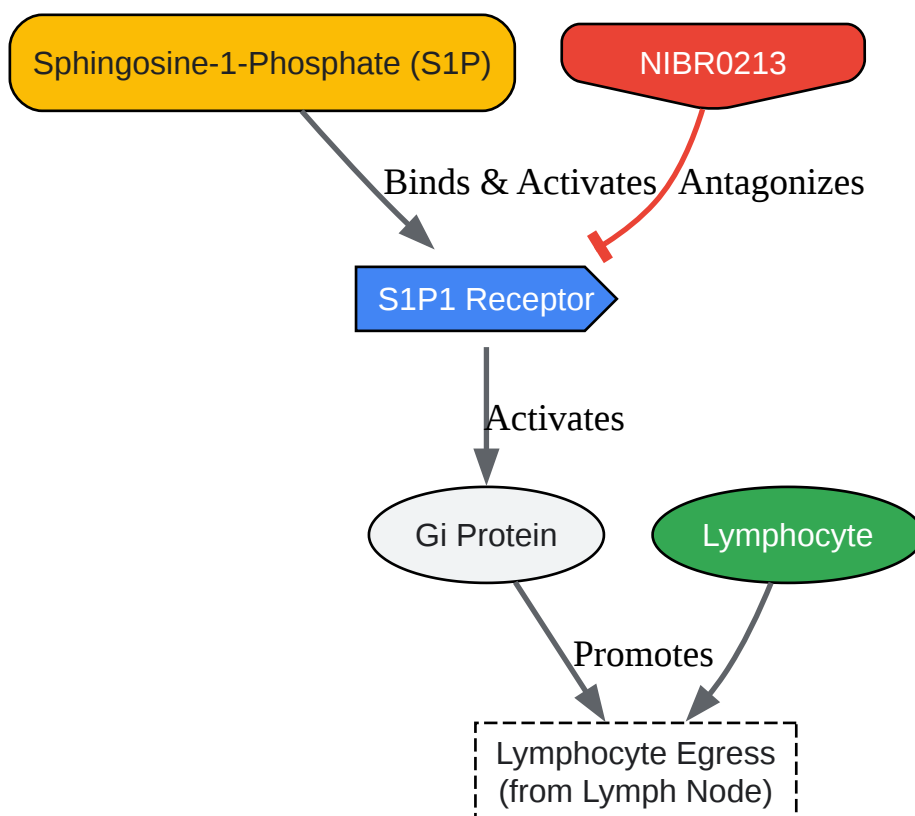 Sphingosine-1-Phosphate (S1P)
NIBR0213
Binds & Activates
Antagonizes
S1P1 Receptor
Activates
Gi Protein
Lymphocyte
Promotes
Lymphocyte Egress
(from Lymph Node)